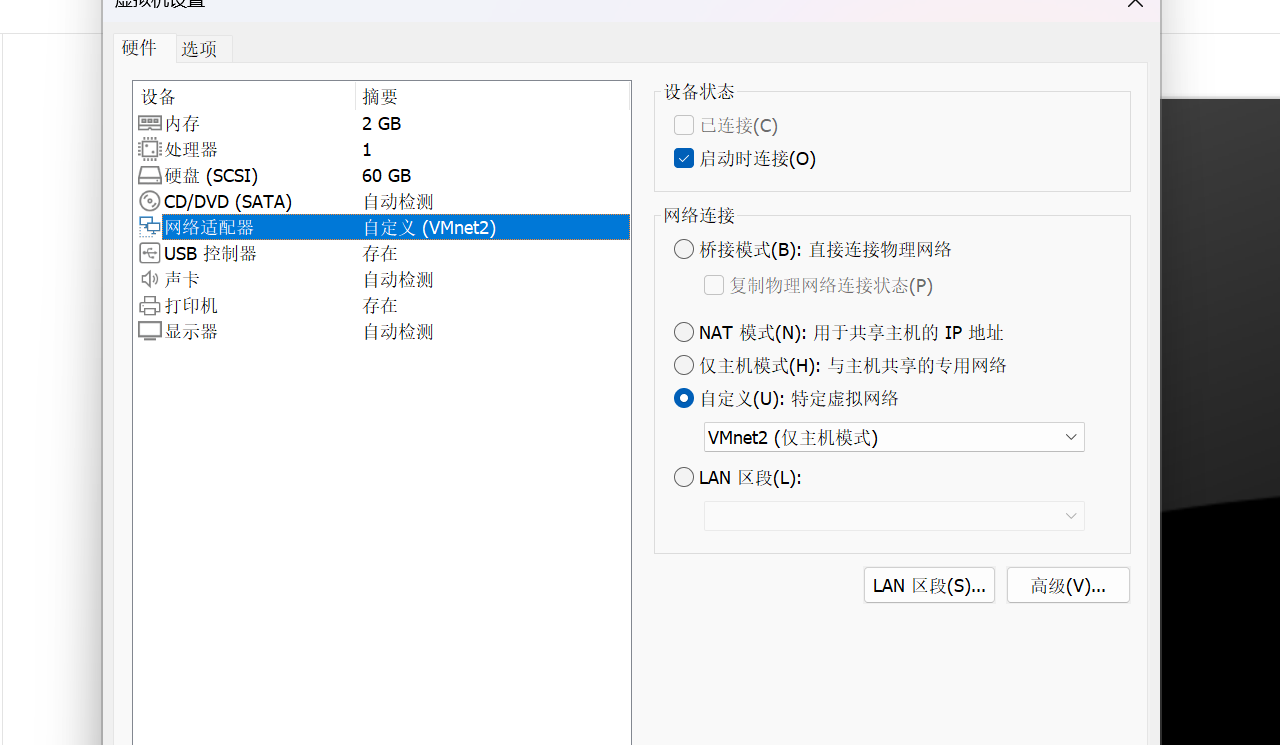 虚拟机设置
硬件 选项
设备 摘要
内存 2 GB
处理器 1
硬盘 (SCSI) 60 GB
CD/DVD (SATA) 自动检测
网络适配器 自定义 (VMnet2)
USB 控制器 存在
声卡 自动检测
打印机 存在
显示器 自动检测
设备状态
已连接(C)
启动时连接(O)
网络连接
桥接模式(B): 直接连接物理网络
复制物理网络连接状态(P)
NAT 模式(N): 用于共享主机的 IP 地址
仅主机模式(H): 与主机共享的专用网络
自定义(U): 特定虚拟网络
VMnet2 (仅主机模式)
LAN 区段(L):
LAN 区段(S)... 高级(V)...